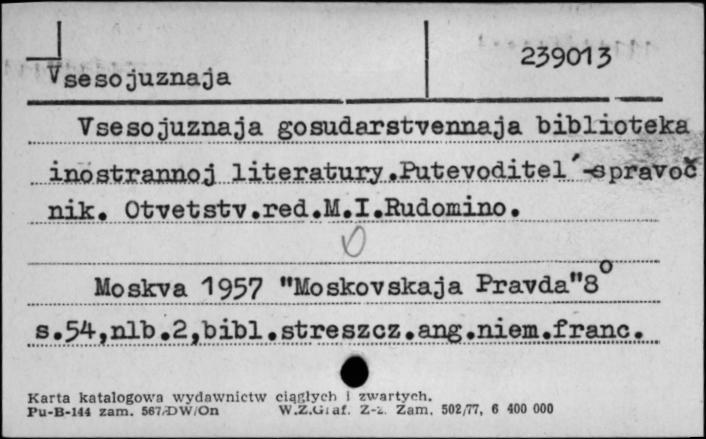 239013
Vsesojuznaja
Vsesojuznaja gosudarstvennaja biblioteka
inostrannoj literatury.Putevoditel´-spravoč
nik. Otvetstv.red.M.I.Rudomino.
Moskva 1957 "Moskovskaja Pravda"8°
s.54,nlb.2,bibl.streszcz.ang.niem.franc.
Karta katalogowa wydawnictw ciągłych i zwartych.
Pu-B-144 zam. 567/DW/On W.Z.Graf. Z-z. Zam. 502/77, 6 400 000